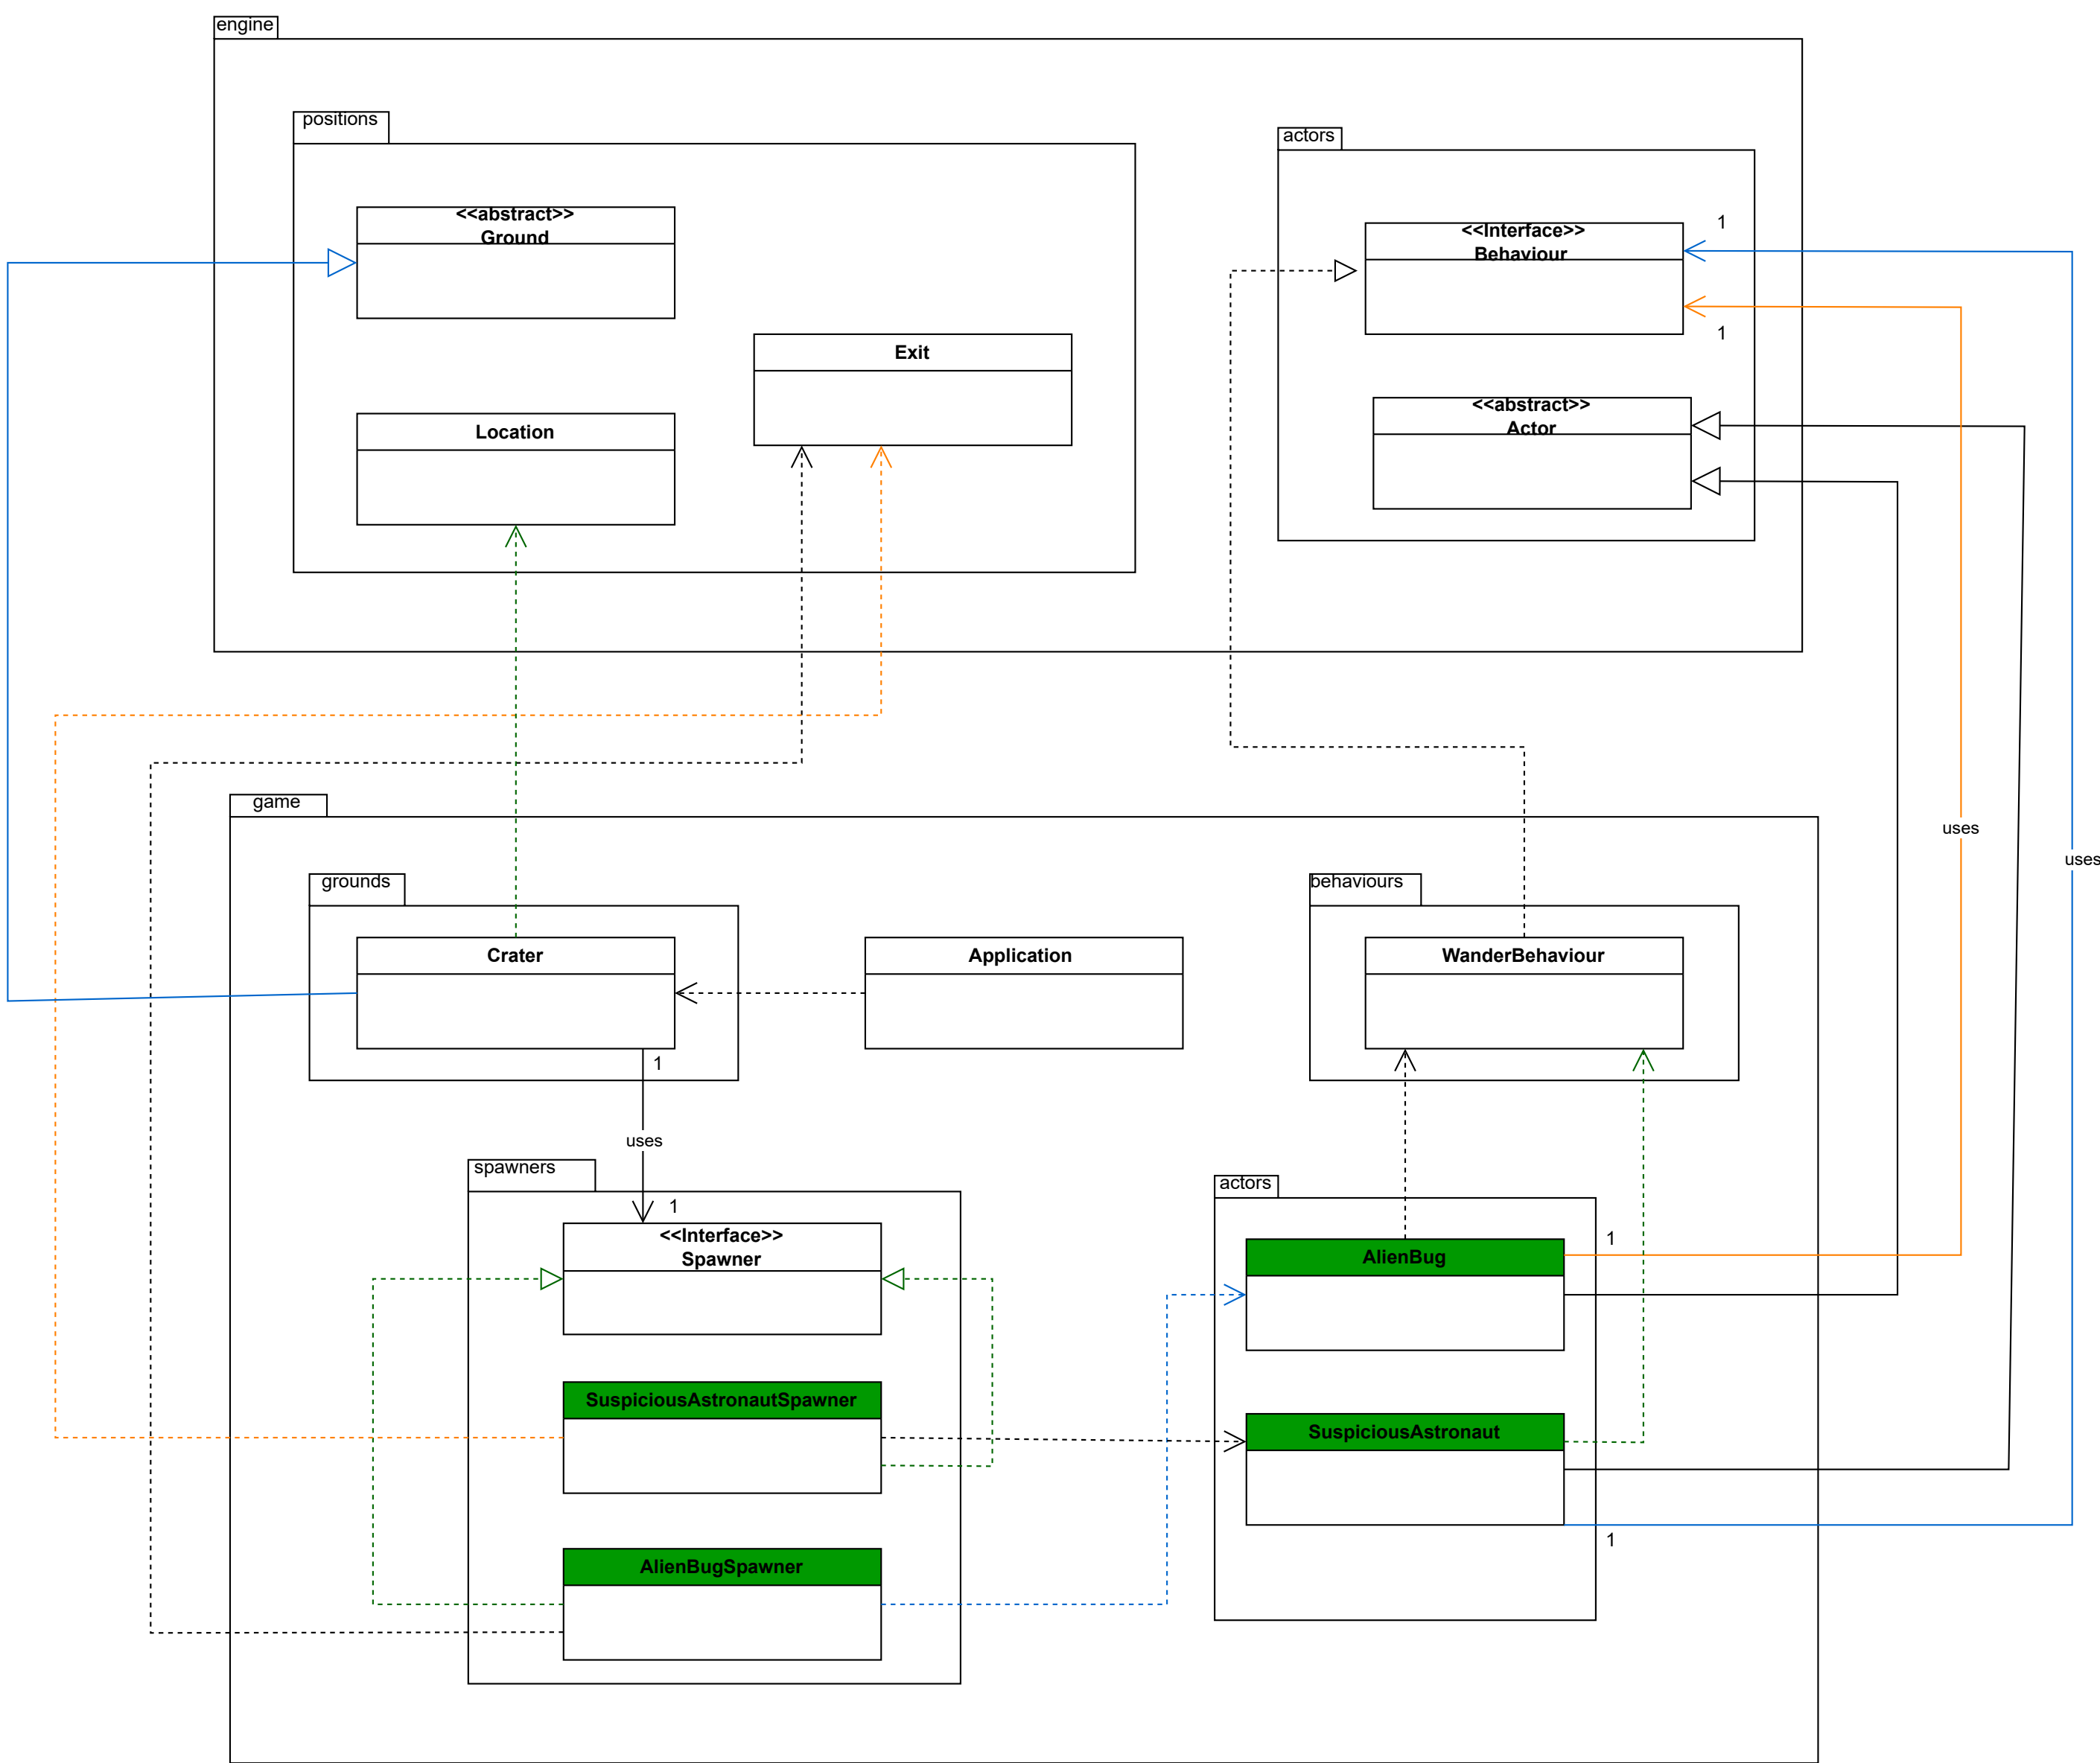 engine
positions
actors
<<abstract>>
Ground
<<Interface>>
Behaviour
1
1
Exit
<<abstract>>
Actor
Location
game
uses
uses
grounds
behaviours
Crater
Application
WanderBehaviour
1
uses
spawners
actors
1
<<Interface>>
Spawner
AlienBug
1
SuspiciousAstronautSpawner
SuspiciousAstronaut
1
AlienBugSpawner